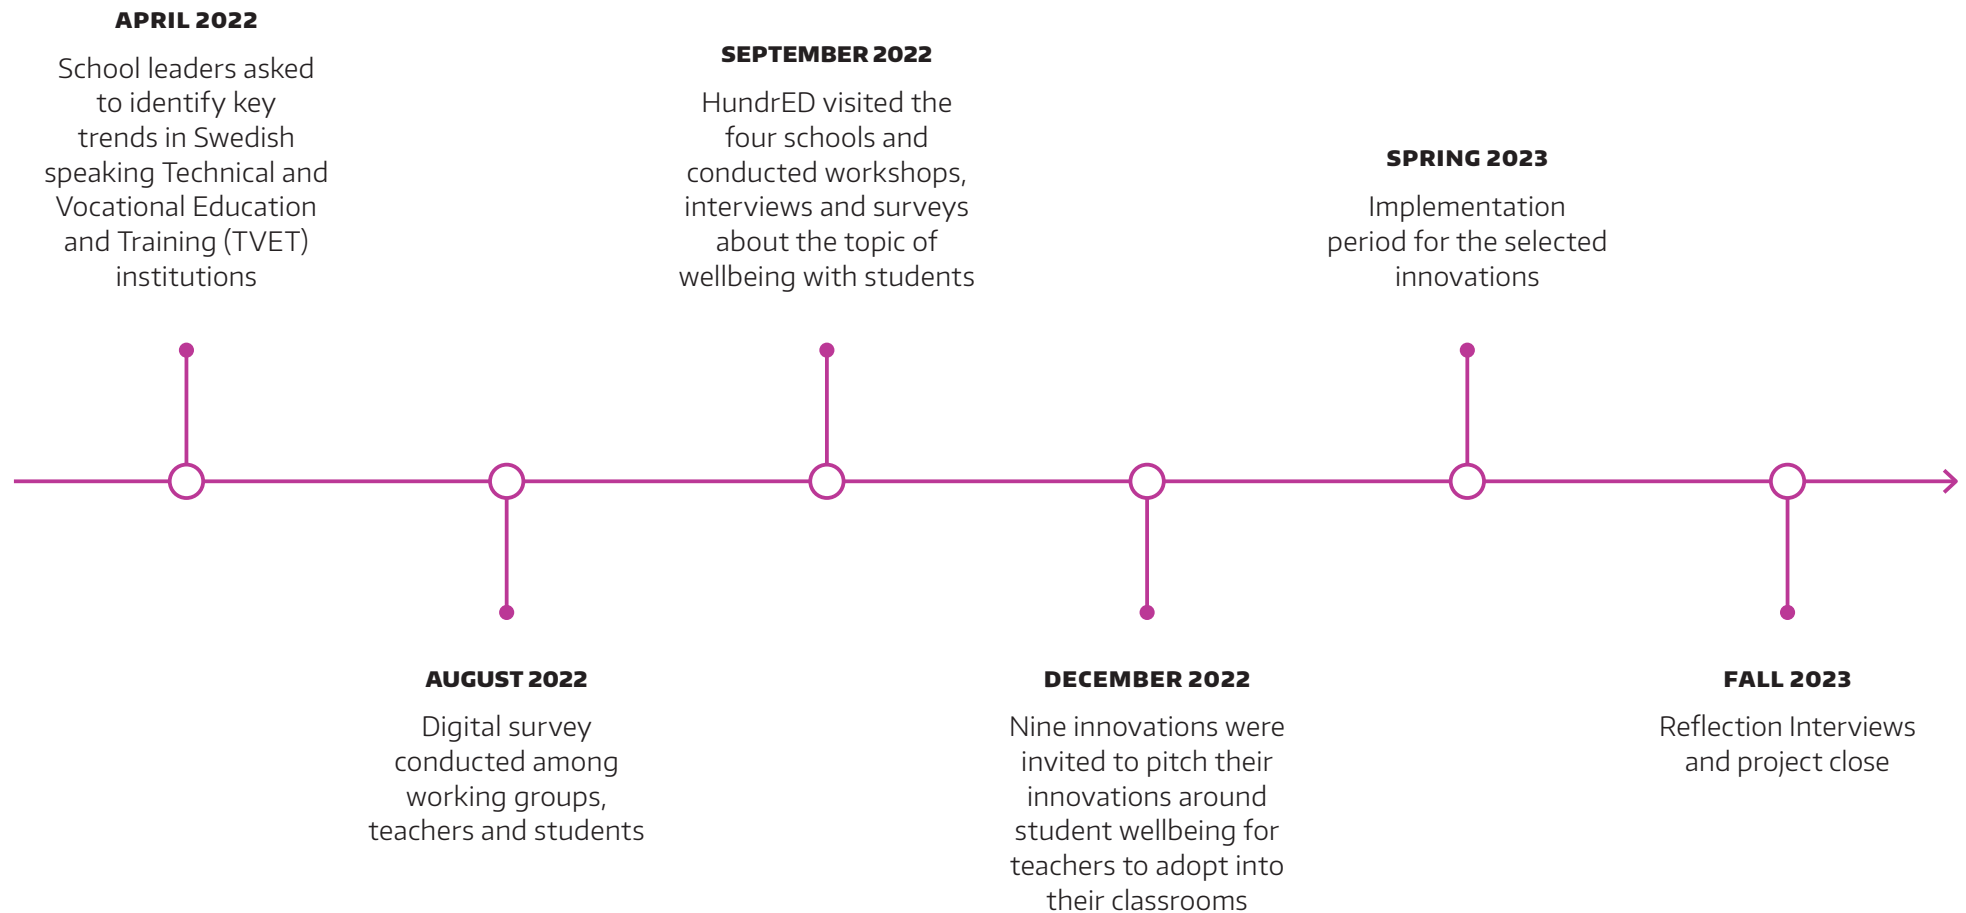 APRIL 2022
School leaders asked
to identify key
trends in Swedish
speaking Technical and
Vocational Education
and Training (TVET)
institutions
AUGUST 2022
Digital survey
conducted among
working groups,
teachers and students
SEPTEMBER 2022
HundrED visited the
four schools and
conducted workshops,
interviews and surveys
about the topic of
wellbeing with students
DECEMBER 2022
Nine innovations were
invited to pitch their
innovations around
student wellbeing for
teachers to adopt into
their classrooms
SPRING 2023
Implementation
period for the selected
innovations
FALL 2023
Reflection Interviews
and project close